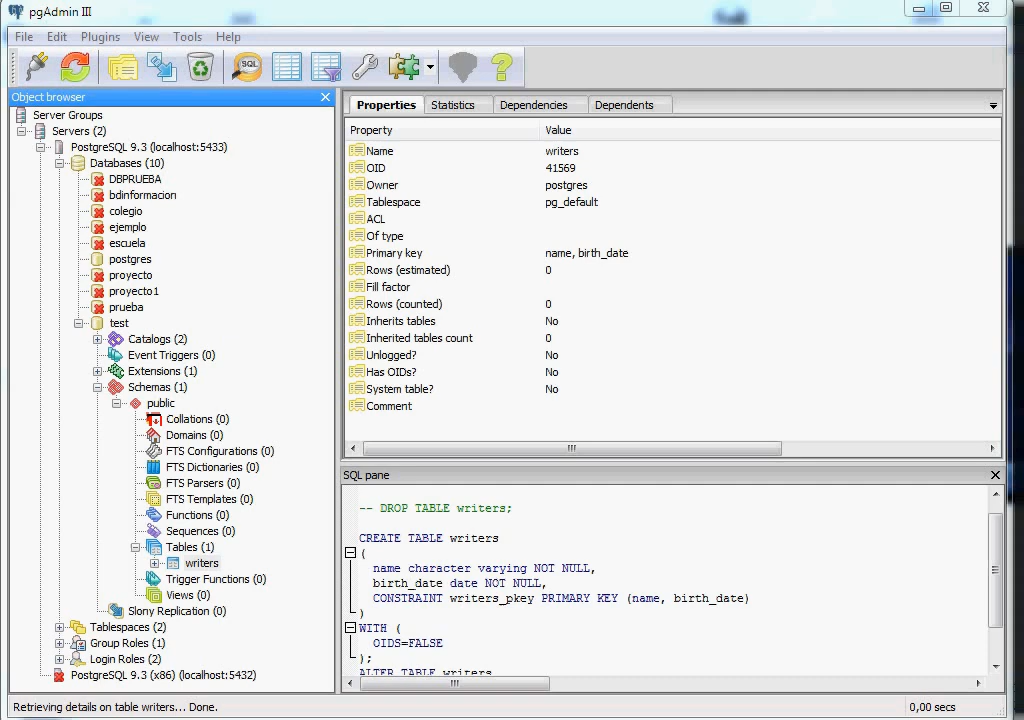 pgAdmin III
File Edit Plugins View Tools Help
SQL
Object browser
Server Groups
Servers (2)
PostgreSQL 9.3 (localhost:5433)
Databases (10)
DBPRUEBA
bdinformacion
colegio
ejemplo
escuela
postgres
proyecto
proyecto1
prueba
test
Catalogs (2)
Event Triggers (0)
Extensions (1)
Schemas (1)
public
Collations (0)
Domains (0)
FTS Configurations (0)
FTS Dictionaries (0)
FTS Parsers (0)
FTS Templates (0)
Functions (0)
Sequences (0)
Tables (1)
writers
Trigger Functions (0)
Views (0)
Slony Replication (0)
Tablespaces (2)
Group Roles (1)
Login Roles (2)
PostgreSQL 9.3 (x86) (localhost:5432)
Properties Statistics Dependencies Dependents
Property Value
Name writers
OID 41569
Owner postgres
Tablespace pg_default
ACL
Of type
Primary key name, birth_date
Rows (estimated) 0
Fill factor
Rows (counted) 0
Inherits tables No
Inherited tables count 0
Unlogged? No
Has OIDs? No
System table? No
Comment
SQL pane
-- DROP TABLE writers;
CREATE TABLE writers
(
name character varying NOT NULL,
birth_date date NOT NULL,
CONSTRAINT writers_pkey PRIMARY KEY (name, birth_date)
)
WITH (
OIDS=FALSE
);
ALTER TABLE writers
Retrieving details on table writers... Done. 0,00 secs